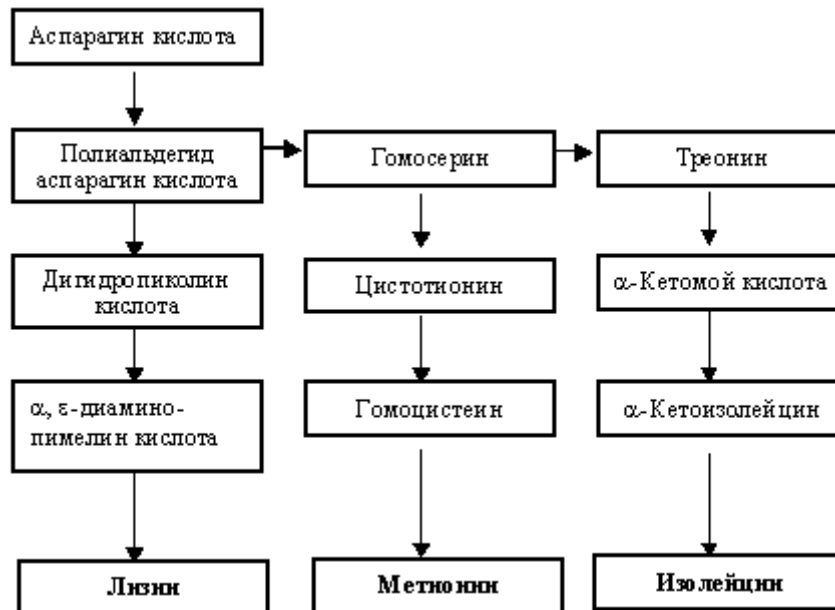 Аспарагин кислота
Полиальдегид
аспарагин кислота
Гомосерин
Треонин
Дигидропиколин
кислота
Цистотионин
α-Кетомой кислота
α, ε-диамино-
пимелин кислота
Гомоцистеин
α-Кетоизолейцин
Лизин
Метионин
Изолейцин